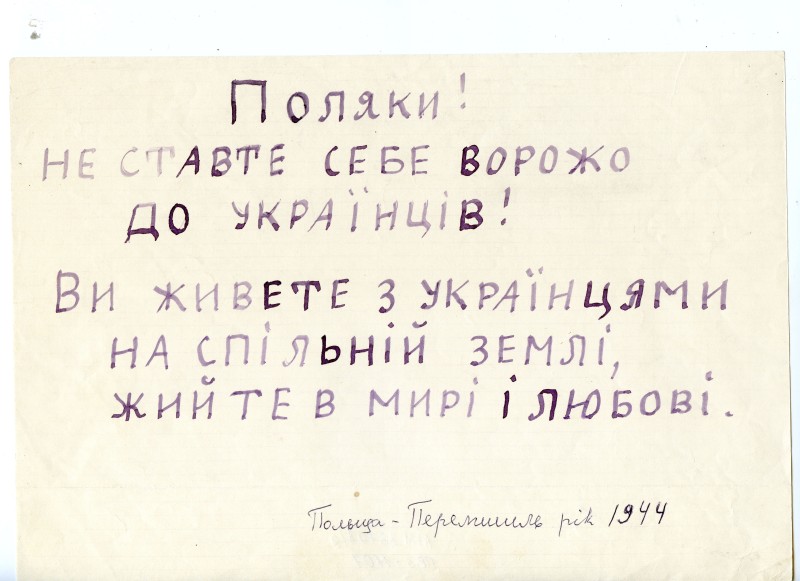 Поляки!
НЕ СТАВТЕ СЕБЕ ВОРОЖО
ДО УКРАЇНЦІВ!
ВИ ЖИВЕТЕ З УКРАЇНЦЯМИ
НА СПІЛЬНІЙ ЗЕМЛІ,
ЖИЙТЕ В МИРІ І ЛЮБОВІ.
Польща - Перемишль рік 1944